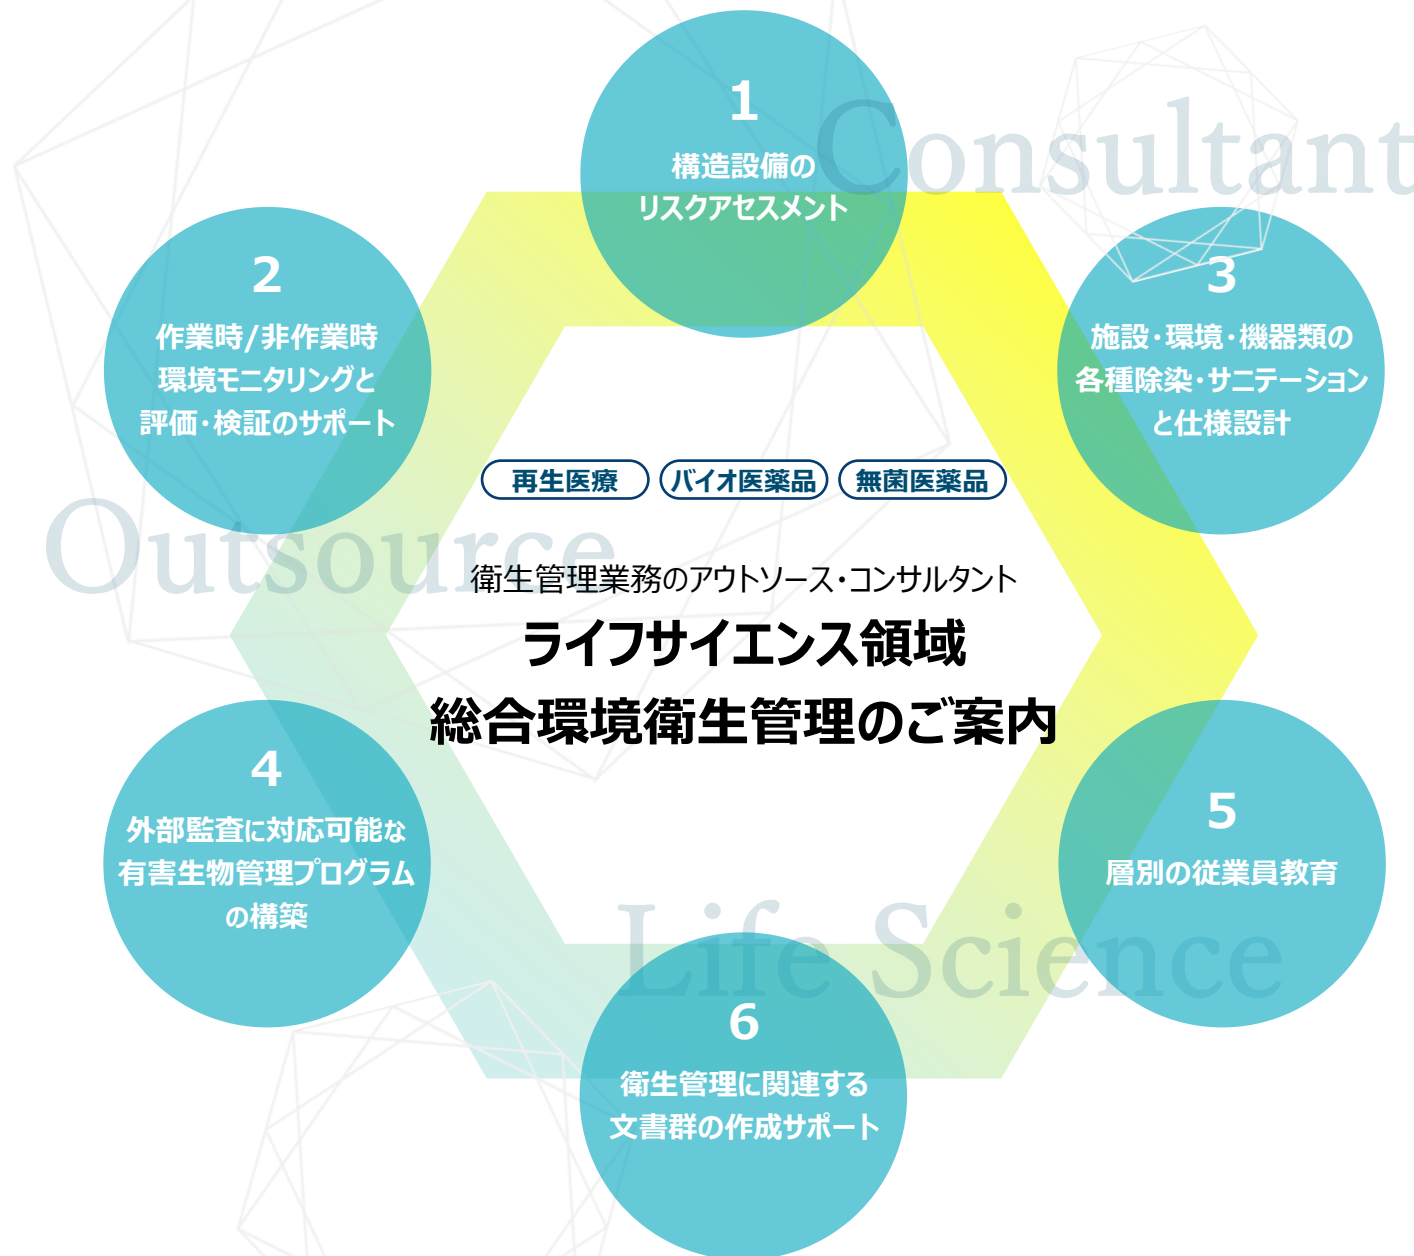 Consultant
1
構造設備の
リスクアセスメント
2
作業時/非作業時
環境モニタリングと
評価・検証のサポート
3
施設・環境・機器類の
各種除染・サニテーション
と仕様設計
再生医療 バイオ医薬品 無菌医薬品
Outsource
衛生管理業務のアウトソース・コンサルタント
ライフサイエンス領域
総合環境衛生管理のご案内
4
外部監査に対応可能な
有害生物管理プログラム
の構築
5
層別の従業員教育
Life Science
6
衛生管理に関連する
文書群の作成サポート